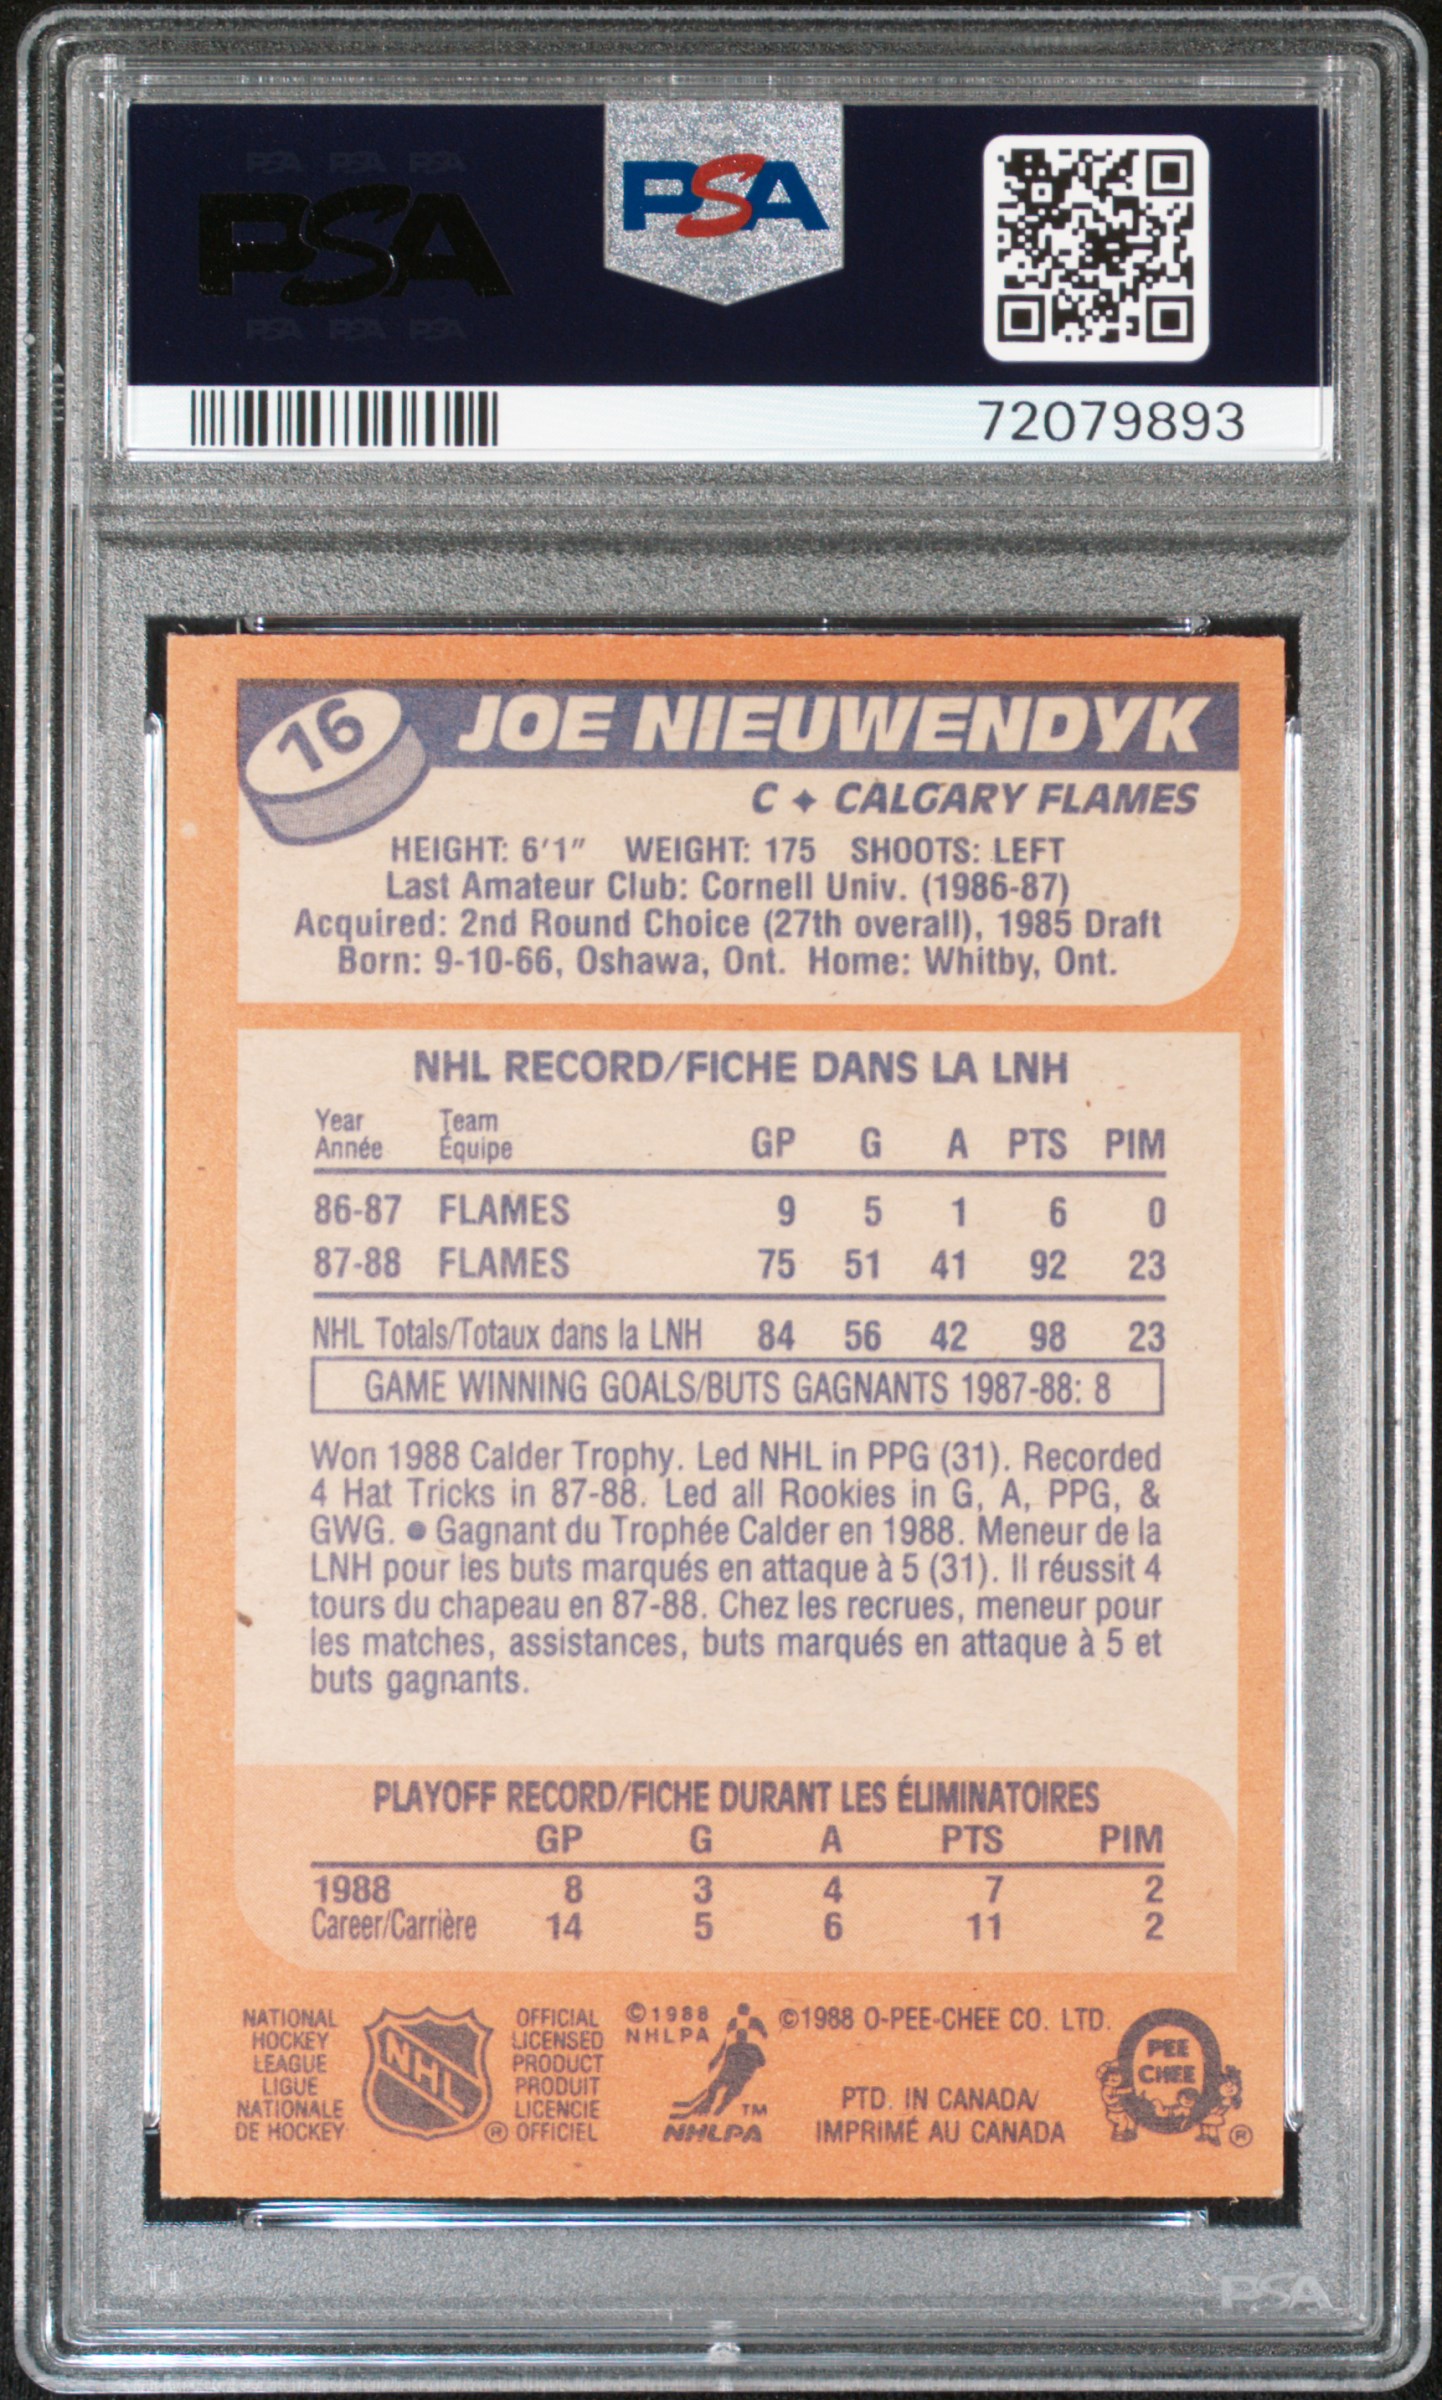 PSA PSA PSA
PSA
PSA PSA PSA
PSA
72079893
16 JOE NIEUWENDYK
C ✦ CALGARY FLAMES
HEIGHT: 6'1" WEIGHT: 175 SHOOTS: LEFT
Last Amateur Club: Cornell Univ. (1986-87)
Acquired: 2nd Round Choice (27th overall), 1985 Draft
Born: 9-10-66, Oshawa, Ont. Home: Whitby, Ont.
NHL RECORD/FICHE DANS LA LNH
Year Team
Année Équipe GP G A PTS PIM
86-87 FLAMES 9 5 1 6 0
87-88 FLAMES 75 51 41 92 23
NHL Totals/Totaux dans la LNH 84 56 42 98 23
GAME WINNING GOALS/BUTS GAGNANTS 1987-88: 8
Won 1988 Calder Trophy. Led NHL in PPG (31). Recorded
4 Hat Tricks in 87-88. Led all Rookies in G, A, PPG, &
GWG. ● Gagnant du Trophée Calder en 1988. Meneur de la
LNH pour les buts marqués en attaque à 5 (31). Il réussit 4
tours du chapeau en 87-88. Chez les recrues, meneur pour
les matches, assistances, buts marqués en attaque à 5 et
buts gagnants.
PLAYOFF RECORD/FICHE DURANT LES ÉLIMINATOIRES
GP G A PTS PIM
1988 8 3 4 7 2
Career/Carrière 14 5 6 11 2
NATIONAL
HOCKEY
LEAGUE
LIGUE
NATIONALE
DE HOCKEY
NHL
®
OFFICIAL
LICENSED
PRODUCT
PRODUIT
LICENCIE
OFFICIEL
©1988
NHLPA
TM
NHLPA
©1988 O-PEE-CHEE CO. LTD.
PTD. IN CANADA/
IMPRIMÉ AU CANADA
PEE
CHEE
®
PSA